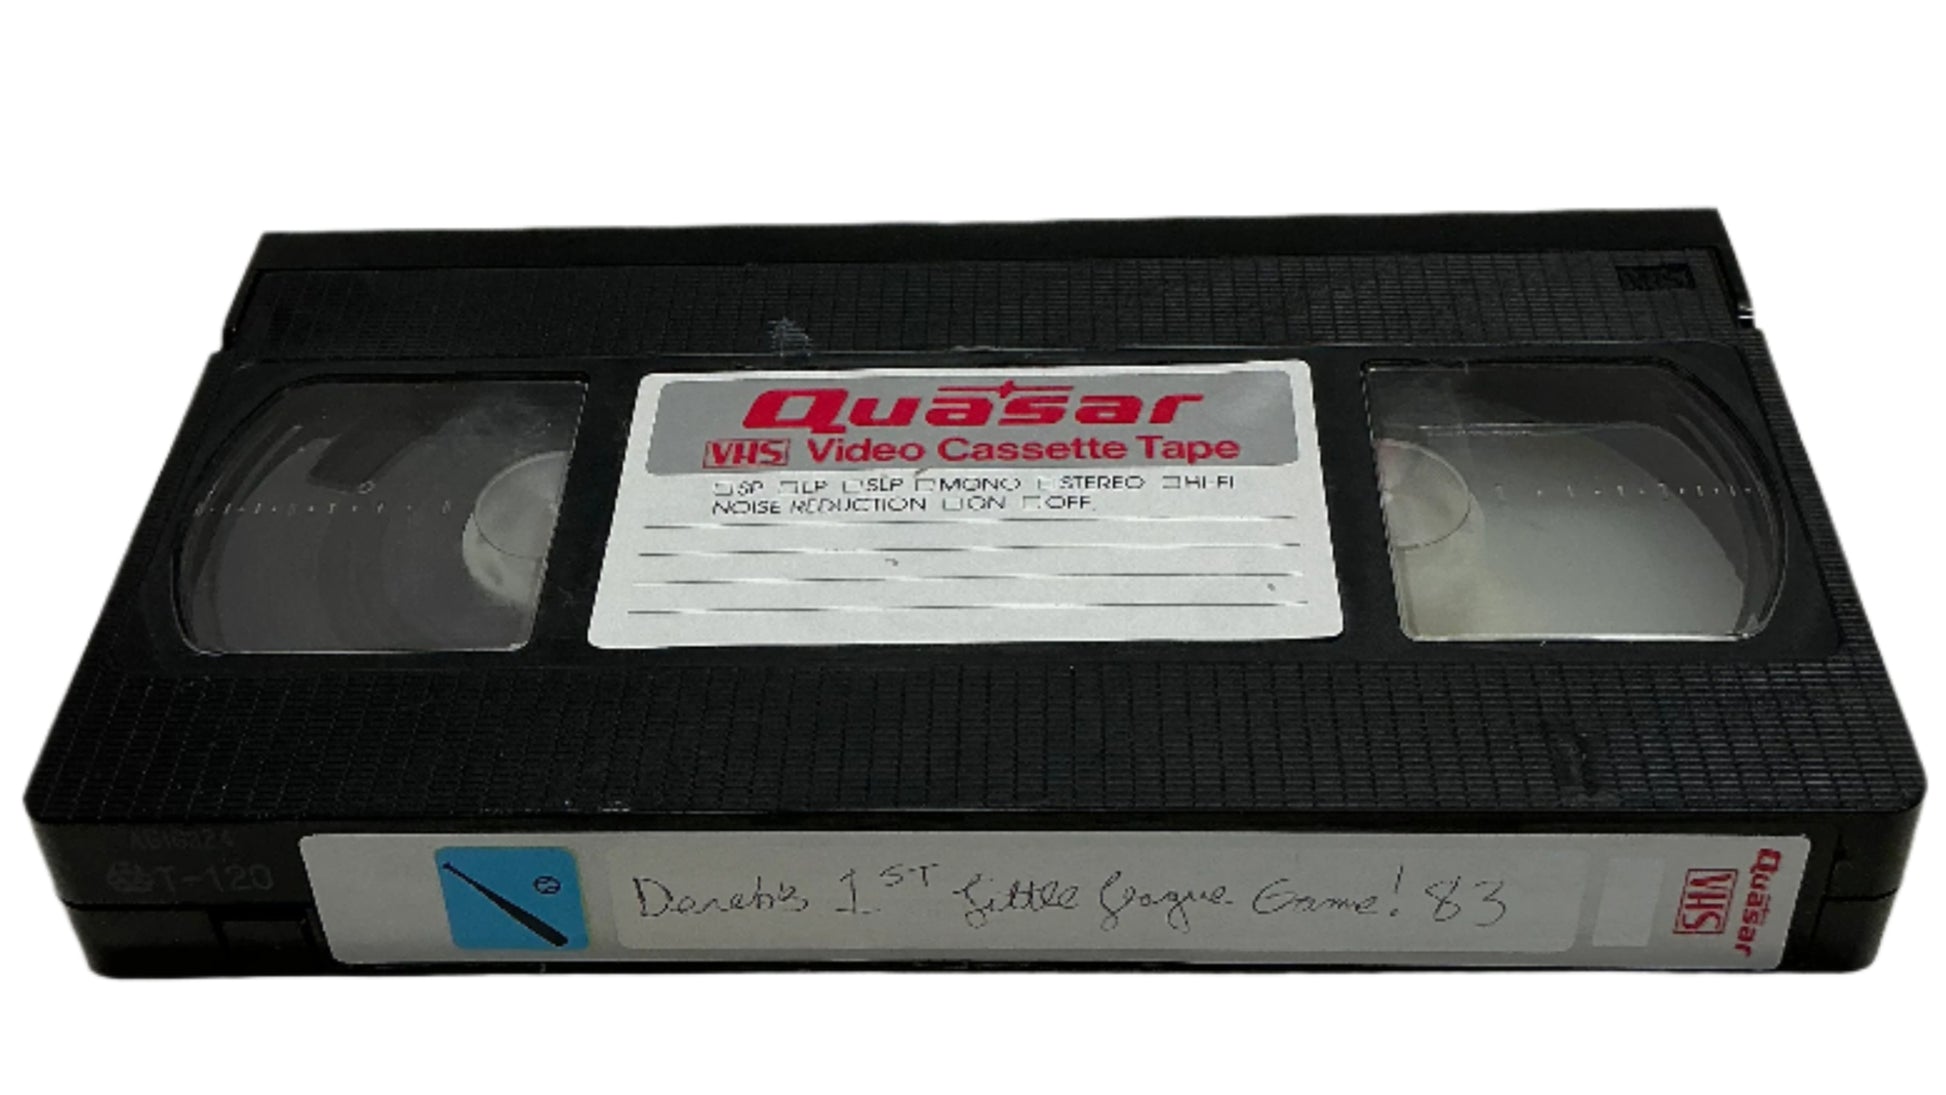 Quasar
VHS Video Cassette Tape
SP LP SLP MONO STEREO HI-FI
NOISE REDUCTION ON OFF
T-120
Derek's 1ST Little League Game! 83
Quasar
VHS